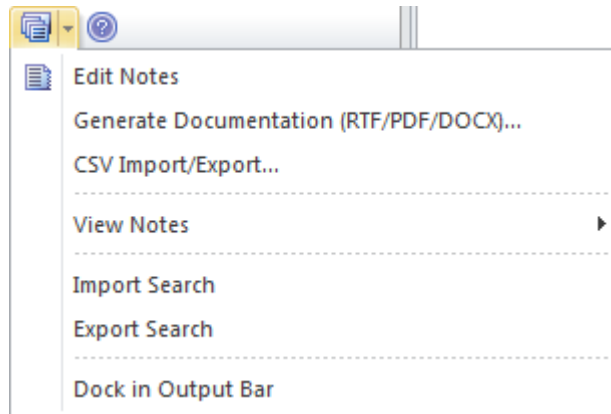 Edit Notes
Generate Documentation (RTF/PDF/DOCX)...
CSV Import/Export...
View Notes
Import Search
Export Search
Dock in Output Bar